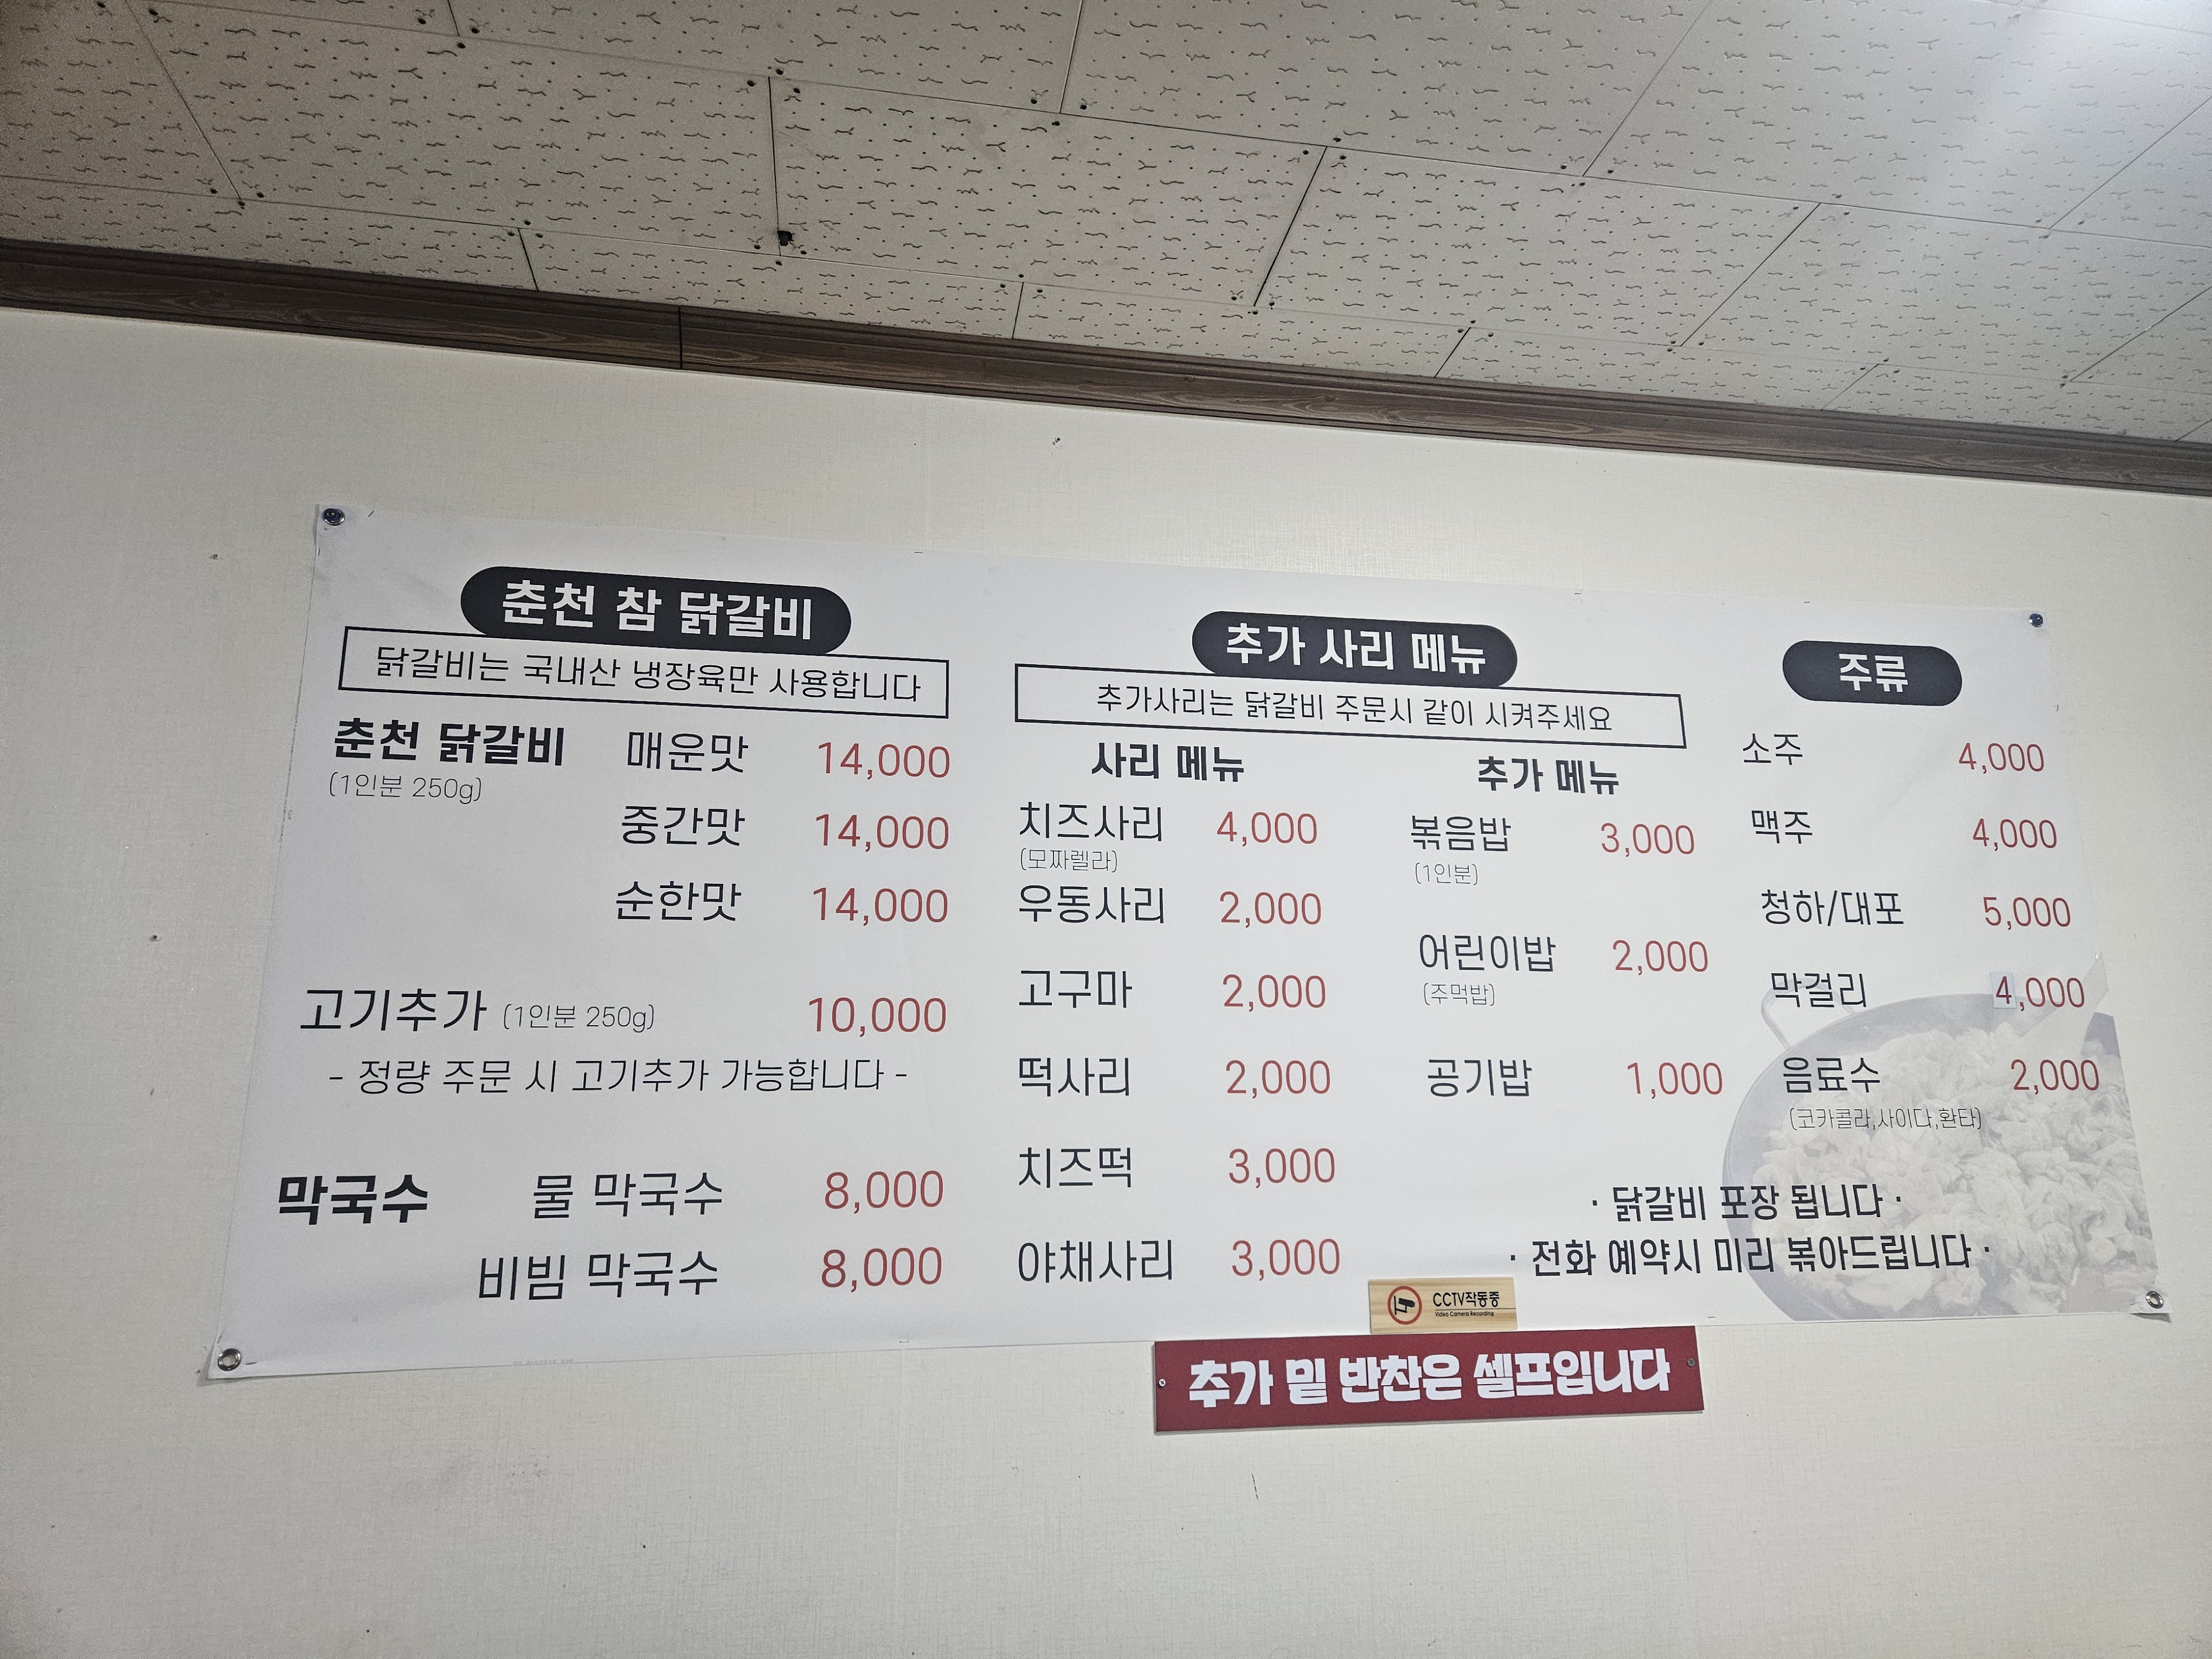 춘천 참 닭갈비
닭갈비는 국내산 냉장육만 사용합니다
춘천 닭갈비 매운맛 14,000
(1인분 250g)
중간맛 14,000
순한맛 14,000
고기추가 (1인분 250g) 10,000
- 정량 주문 시 고기추가 가능합니다 -
막국수 물 막국수 8,000
비빔 막국수 8,000
추가 사리 메뉴
추가사리는 닭갈비 주문시 같이 시켜주세요
사리 메뉴
치즈사리 4,000
(모짜렐라)
우동사리 2,000
고구마 2,000
떡사리 2,000
치즈떡 3,000
야채사리 3,000
추가 메뉴
볶음밥 3,000
(1인분)
어린이밥 2,000
(주먹밥)
공기밥 1,000
주류
소주 4,000
맥주 4,000
청하/대포 5,000
막걸리 4,000
음료수 2,000
(코카콜라,사이다,환타)
· 닭갈비 포장 됩니다 ·
· 전화 예약시 미리 볶아드립니다 ·
CCTV작동중
Video Camera Recording
추가 밑 반찬은 셀프입니다